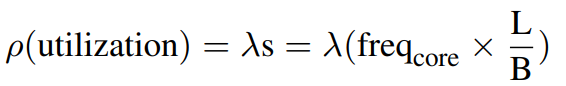 ρ(utilization) = λs = λ(freq_core × L/B)